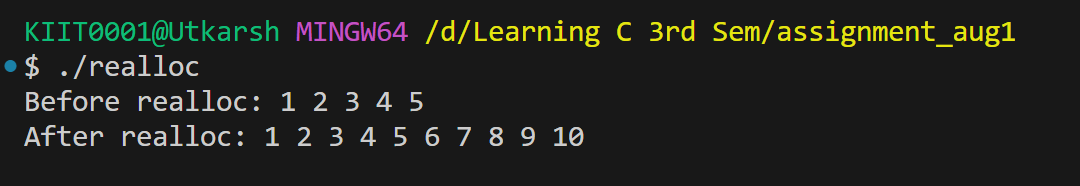 KIIT0001@Utkarsh MINGW64 /d/Learning C 3rd Sem/assignment_aug1
$ ./realloc
Before realloc: 1 2 3 4 5
After realloc: 1 2 3 4 5 6 7 8 9 10